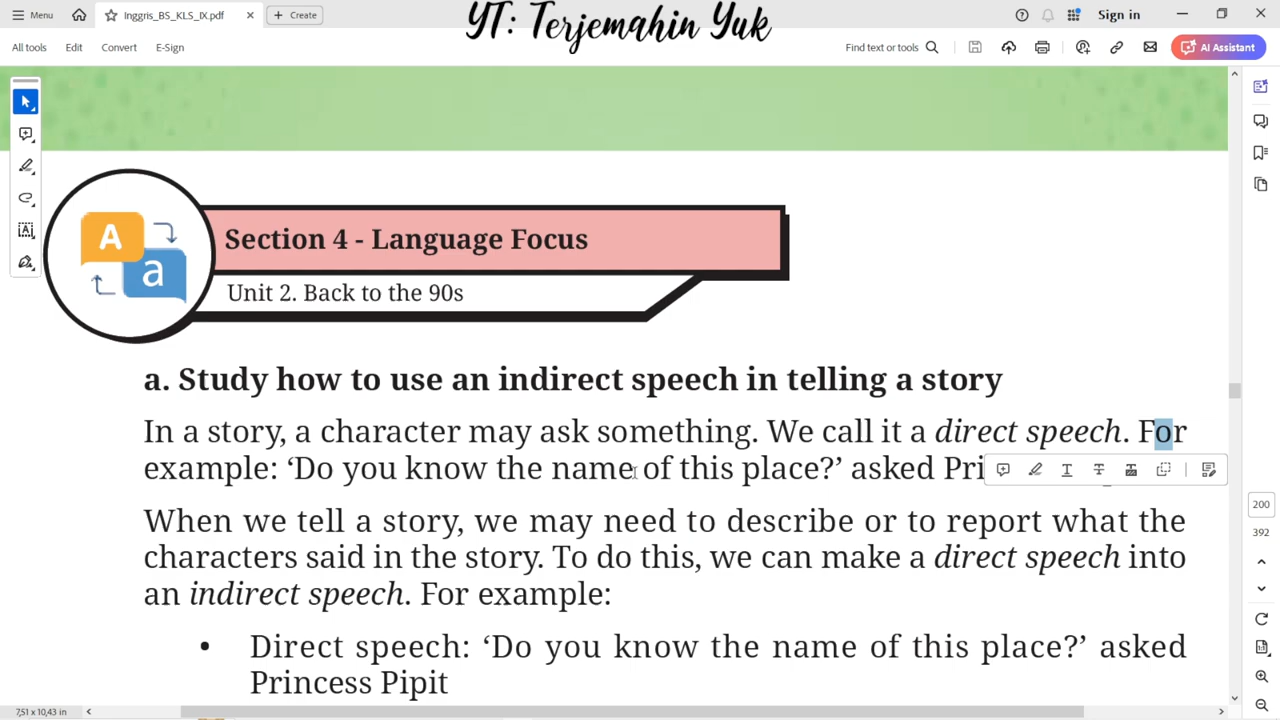 Menu
Inggris_BS_KLS_IX.pdf
Create
YT: Terjemahin Yuk
Sign in
All tools
Edit
Convert
E-Sign
Find text or tools
AI Assistant
A
a
Section 4 - Language Focus
Unit 2. Back to the 90s
a. Study how to use an indirect speech in telling a story
In a story, a character may ask something. We call it a direct speech. For
example: ‘Do you know the name of this place?’ asked Pri
When we tell a story, we may need to describe or to report what the
characters said in the story. To do this, we can make a direct speech into
an indirect speech. For example:
• Direct speech: ‘Do you know the name of this place?’ asked
Princess Pipit
200
392
7,51 x 10,43 in